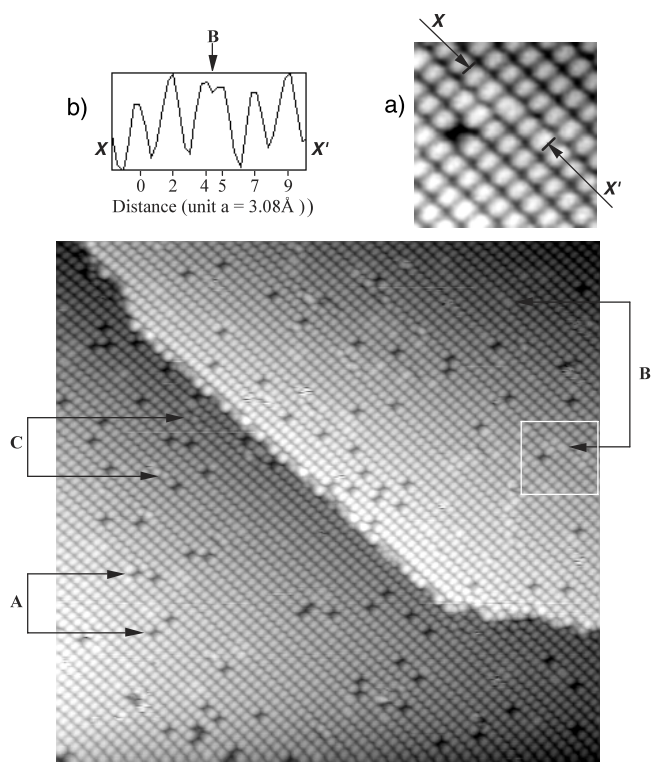 B
b)
X
X'
0 2 4 5 7 9
Distance (unit a = 3.08Å ))
a)
X
X'
B
C
A